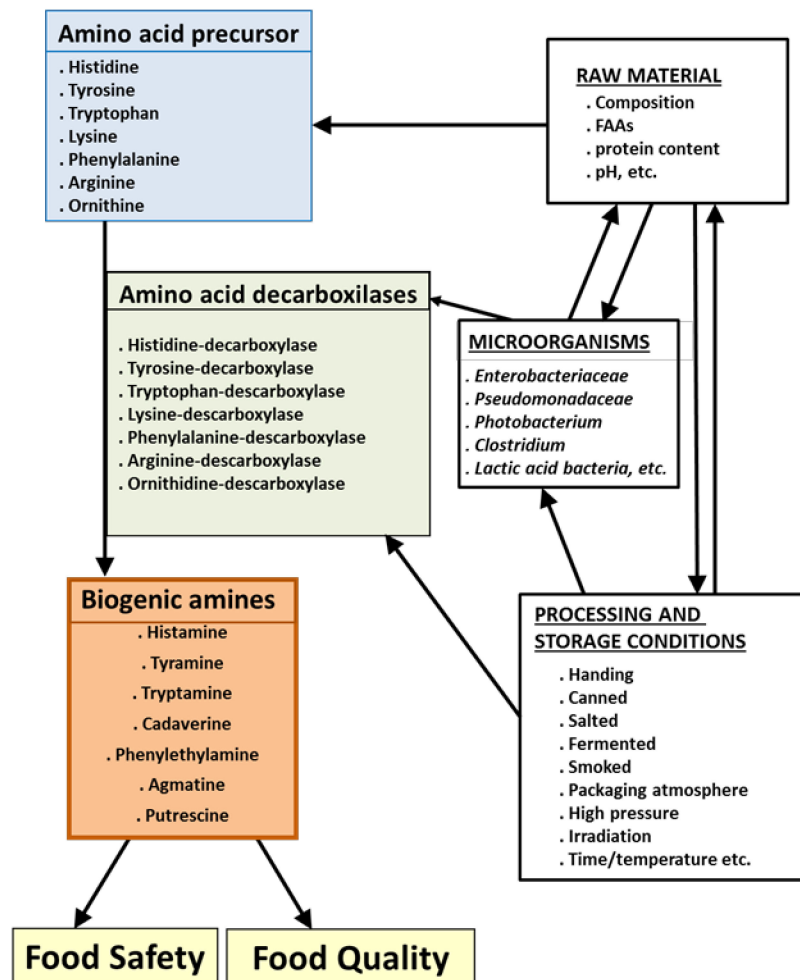 Amino acid precursor
. Histidine
. Tyrosine
. Tryptophan
. Lysine
. Phenylalanine
. Arginine
. Ornithine
RAW MATERIAL
. Composition
. FAAs
. protein content
. pH, etc.
Amino acid decarboxilases
. Histidine-decarboxylase
. Tyrosine-decarboxylase
. Tryptophan-descarboxylase
. Lysine-descarboxylase
. Phenylalanine-descarboxylase
. Arginine-descarboxylase
. Ornithidine-descarboxylase
MICROORGANISMS
. Enterobacteriaceae
. Pseudomonadaceae
. Photobacterium
. Clostridium
. Lactic acid bacteria, etc.
Biogenic amines
. Histamine
. Tyramine
. Tryptamine
. Cadaverine
. Phenylethylamine
. Agmatine
. Putrescine
PROCESSING AND
STORAGE CONDITIONS
. Handing
. Canned
. Salted
. Fermented
. Smoked
. Packaging atmosphere
. High pressure
. Irradiation
. Time/temperature etc.
Food Safety
Food Quality